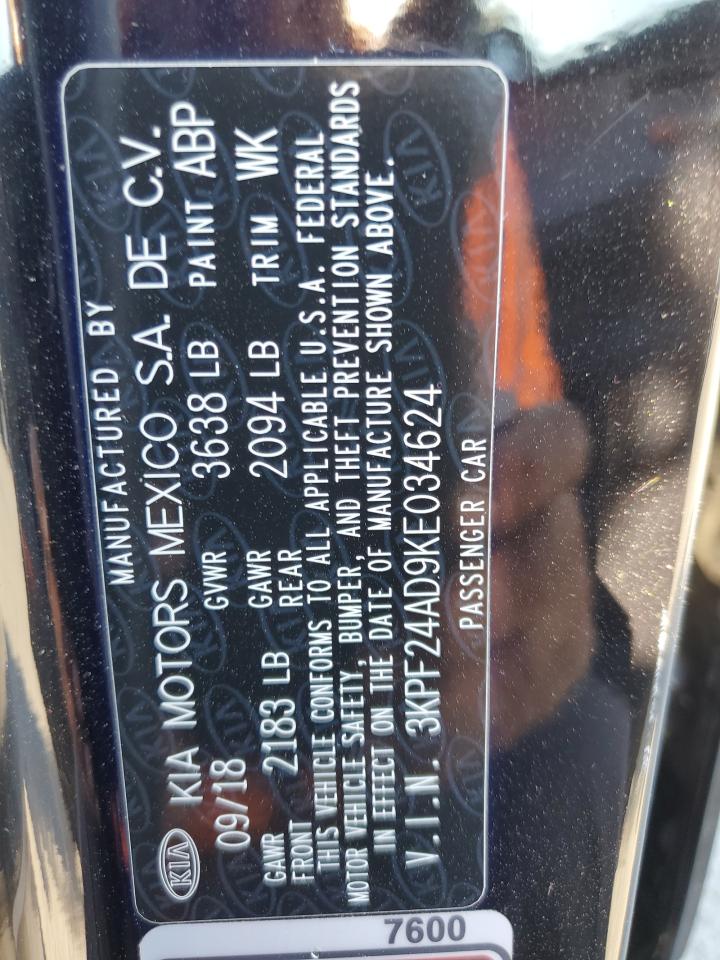 MANUFACTURED BY
KIA KIA MOTORS MEXICO S.A. DE C.V.
09/18 GVWR 3638 LB PAINT ABP
GAWR FRONT 2183 LB GAWR REAR 2094 LB TRIM WK
THIS VEHICLE CONFORMS TO ALL APPLICABLE U.S.A. FEDERAL
MOTOR VEHICLE SAFETY, BUMPER, AND THEFT PREVENTION STANDARDS
IN EFFECT ON THE DATE OF MANUFACTURE SHOWN ABOVE.
V.I.N. 3KPF24AD9KE034624
PASSENGER CAR
7600